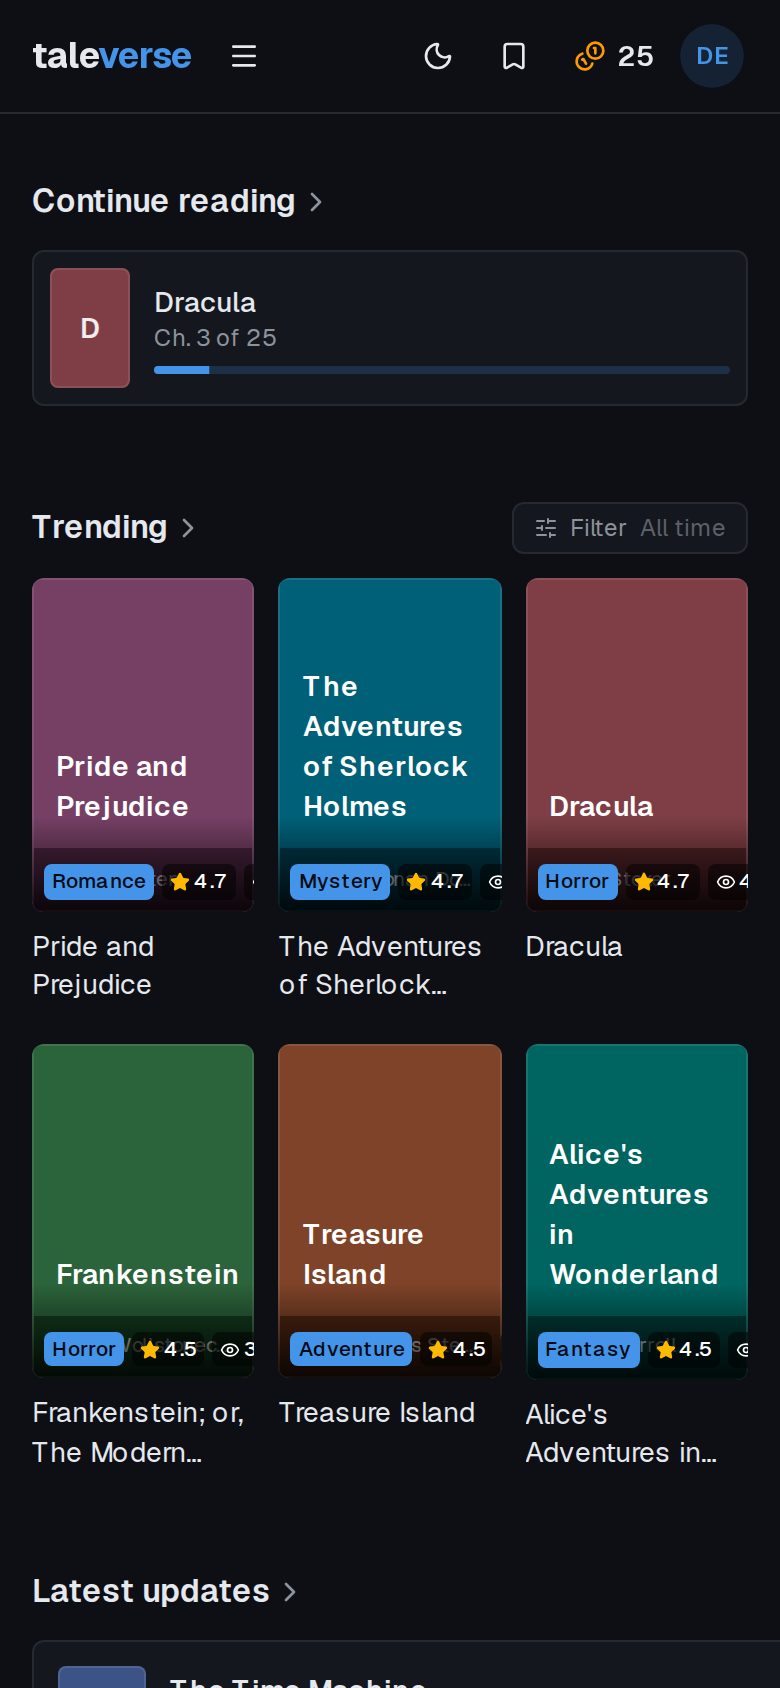 taleverse
25
DE
Continue reading
D
Dracula
Ch. 3 of 25
Trending
Filter All time
Pride and
Prejudice
Romance
4.7
The
Adventures
of Sherlock
Holmes
Mystery
4.7
Dracula
Horror
4.7
Pride and
Prejudice
The Adventures
of Sherlock...
Dracula
Frankenstein
Horror
4.5
Treasure
Island
Adventure
4.5
Alice's
Adventures
in
Wonderland
Fantasy
4.5
Frankenstein; or,
The Modern...
Treasure Island
Alice's
Adventures in...
Latest updates
The Time Machine